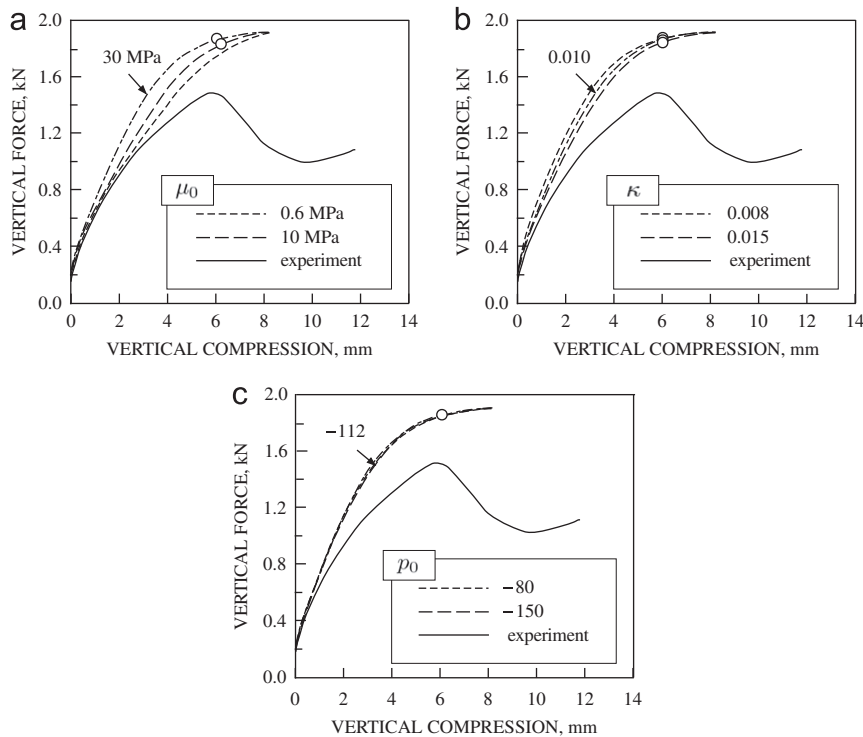 a
VERTICAL FORCE, kN
2.0
1.6
1.2
0.8
0.4
0.0
30 MPa
μ0
0.6 MPa
10 MPa
experiment
0 2 4 6 8 10 12 14
VERTICAL COMPRESSION, mm
b
VERTICAL FORCE, kN
2.0
1.6
1.2
0.8
0.4
0.0
0.010
κ
0.008
0.015
experiment
0 2 4 6 8 10 12 14
VERTICAL COMPRESSION, mm
c
VERTICAL FORCE, kN
2.0
1.6
1.2
0.8
0.4
0.0
−112
p0
−80
−150
experiment
0 2 4 6 8 10 12 14
VERTICAL COMPRESSION, mm